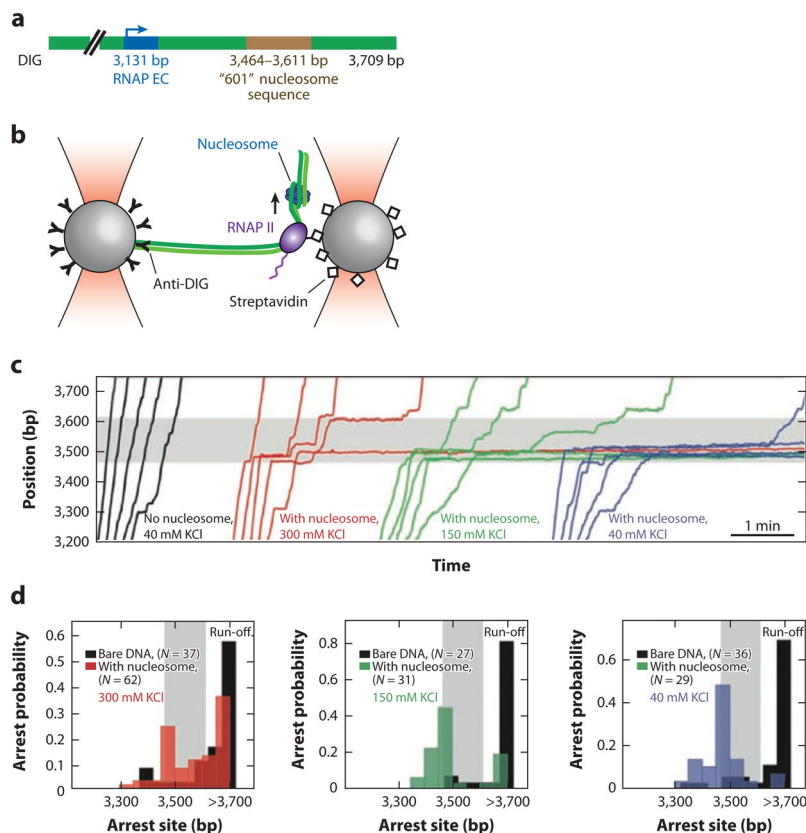 a
DIG
3,131 bp
RNAP EC
3,464–3,611 bp
"601" nucleosome
sequence
3,709 bp
b
Nucleosome
RNAP II
Anti-DIG
Streptavidin
c
Position (bp)
3,700
3,600
3,500
3,400
3,300
3,200
No nucleosome,
40 mM KCl
With nucleosome,
300 mM KCl
With nucleosome,
150 mM KCl
With nucleosome,
40 mM KCl
1 min
Time
d
Arrest probability
0.6
0.5
0.4
0.3
0.2
0.1
0
Run-off
Bare DNA, (N = 37)
With nucleosome,
(N = 62)
300 mM KCl
3,300
3,500
>3,700
Arrest site (bp)
Arrest probability
0.8
0.6
0.4
0.2
0
Run-off
Bare DNA, (N = 27)
With nucleosome,
(N = 31)
150 mM KCl
3,300
3,500
>3,700
Arrest site (bp)
Arrest probability
0.6
0.4
0.2
0
Run-off
Bare DNA, (N = 36)
With nucleosome,
(N = 29)
40 mM KCl
3,300
3,500
>3,700
Arrest site (bp)